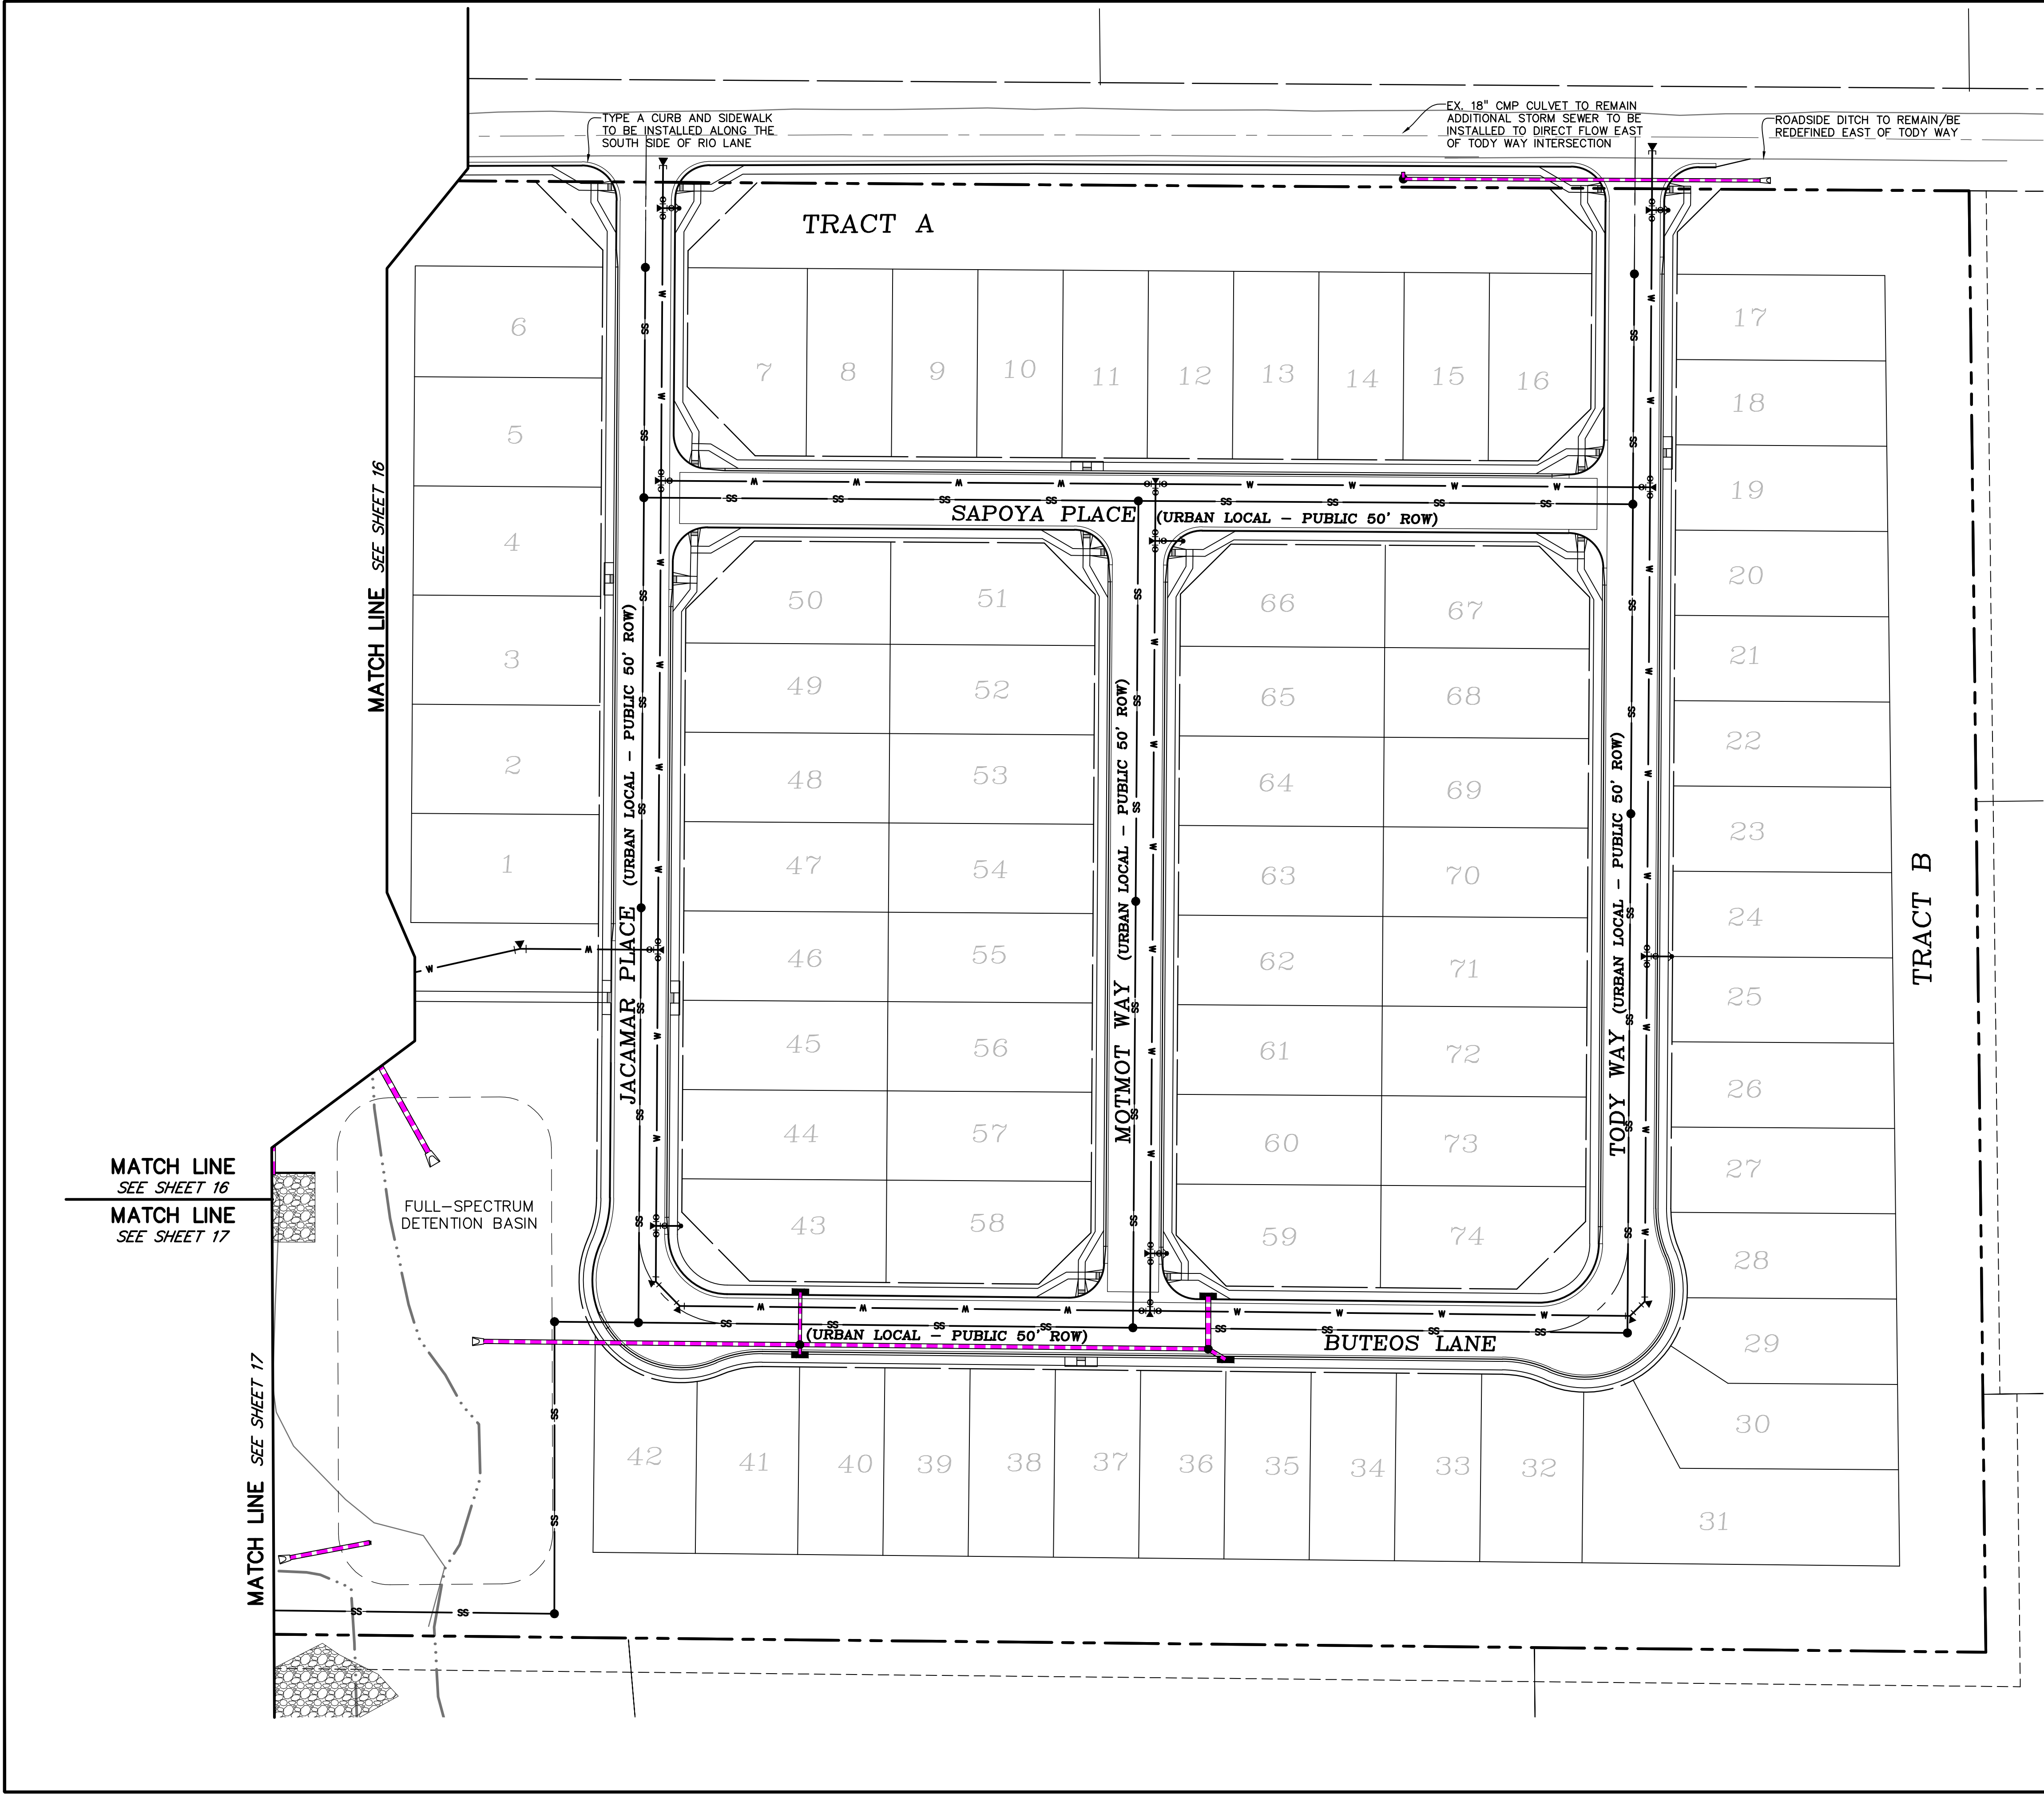 TYPE A CURB AND SIDEWALK
TO BE INSTALLED ALONG THE
SOUTH SIDE OF RIO LANE
EX. 18" CMP CULVET TO REMAIN
ADDITIONAL STORM SEWER TO BE
INSTALLED TO DIRECT FLOW EAST
OF TODY WAY INTERSECTION
ROADSIDE DITCH TO REMAIN/BE
REDEFINED EAST OF TODY WAY
TRACT A
6
5
4
3
2
1
7
8
9
10
11
12
13
14
15
16
17
18
19
20
21
22
23
24
25
26
27
28
29
30
31
TRACT B
MATCH LINE SEE SHEET 16
SAPOYA PLACE (URBAN LOCAL - PUBLIC 50' ROW)
JACAMAR PLACE (URBAN LOCAL - PUBLIC 50' ROW)
MOTMOT WAY (URBAN LOCAL - PUBLIC 50' ROW)
TODY WAY (URBAN LOCAL - PUBLIC 50' ROW)
50
51
49
52
48
53
47
54
46
55
45
56
44
57
43
58
66
67
65
68
64
69
63
70
62
71
61
72
60
73
59
74
MATCH LINE
SEE SHEET 16
MATCH LINE
SEE SHEET 17
FULL-SPECTRUM
DETENTION BASIN
(URBAN LOCAL - PUBLIC 50' ROW)
BUTEOS LANE
MATCH LINE SEE SHEET 17
42
41
40
39
38
37
36
35
34
33
32